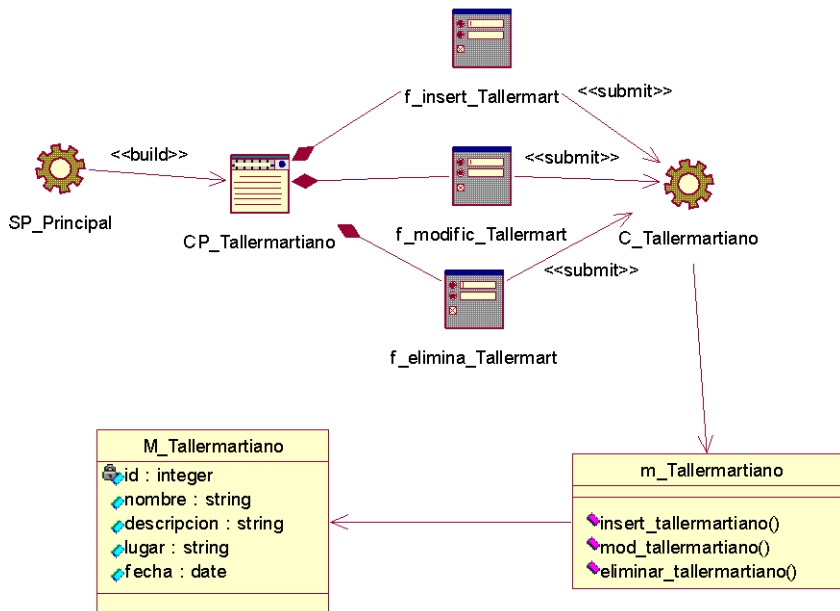 f_insert_Tallermart
<<submit>>
<<build>>
<<submit>>
SP_Principal
CP_Tallermartiano
f_modific_Tallermart
C_Tallermartiano
<<submit>>
f_elimina_Tallermart
M_Tallermartiano
id : integer
nombre : string
descripcion : string
lugar : string
fecha : date
m_Tallermartiano
insert_tallermartiano()
mod_tallermartiano()
eliminar_tallermartiano()